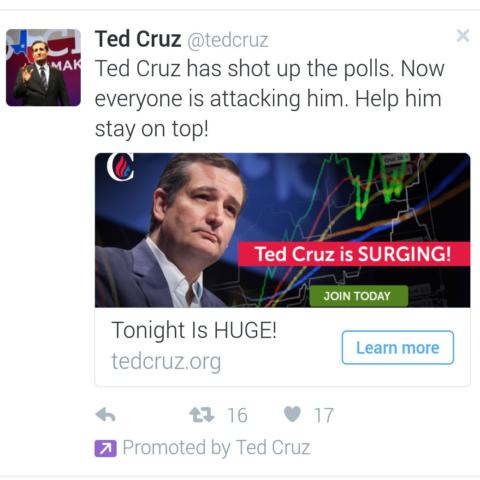 Ted Cruz @tedcruz
Ted Cruz has shot up the polls. Now
everyone is attacking him. Help him
stay on top!
Ted Cruz is SURGING!
JOIN TODAY
Tonight Is HUGE!
tedcruz.org
Learn more
16 17
Promoted by Ted Cruz